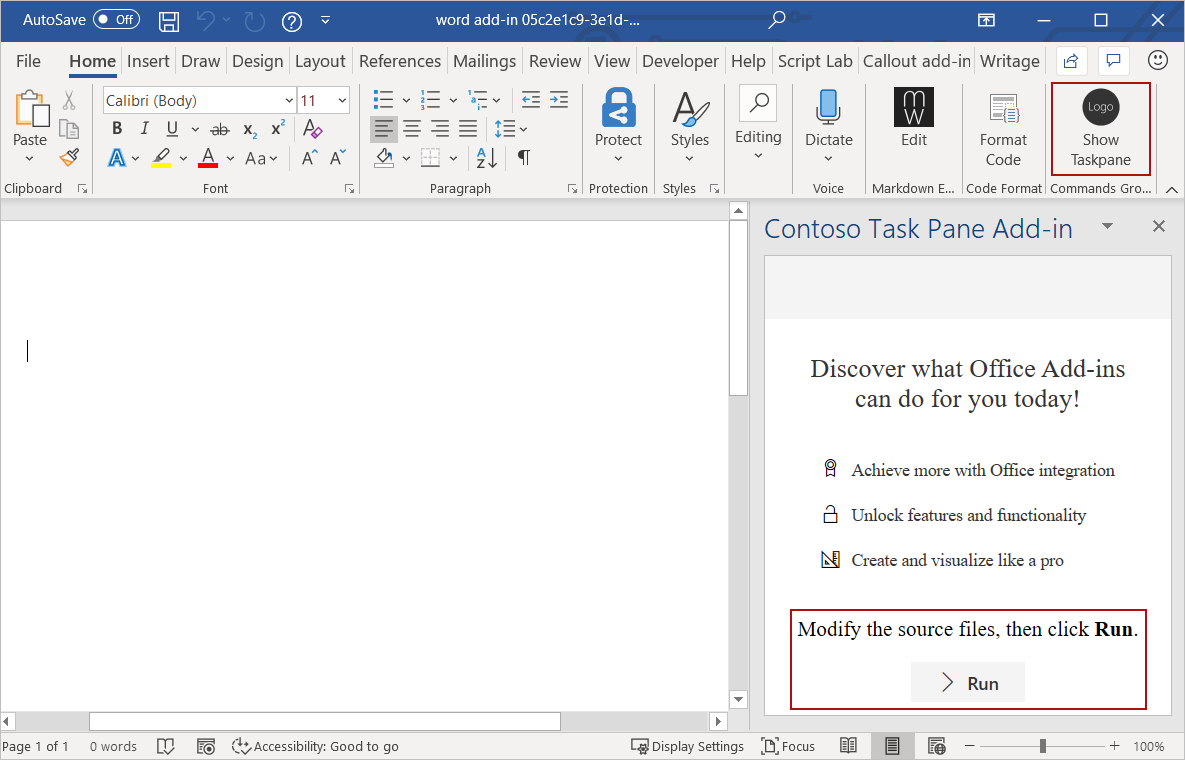 AutoSave Off word add-in 05c2e1c9-3e1d-...
File Home Insert Draw Design Layout References Mailings Review View Developer Help Script Lab Callout add-in Writage
Calibri (Body) 11
Paste
B I U ab x2 x2 A
A A Aa A A
A Z
Protect
Styles
Editing
Dictate
Edit
Format
Code
Logo
Show
Taskpane
Clipboard Font Paragraph Protection Styles Voice Markdown E... Code Format Commands Gro...
Contoso Task Pane Add-in
Discover what Office Add-ins
can do for you today!
Achieve more with Office integration
Unlock features and functionality
Create and visualize like a pro
Modify the source files, then click Run.
Run
Page 1 of 1 0 words Accessibility: Good to go Display Settings Focus 100%